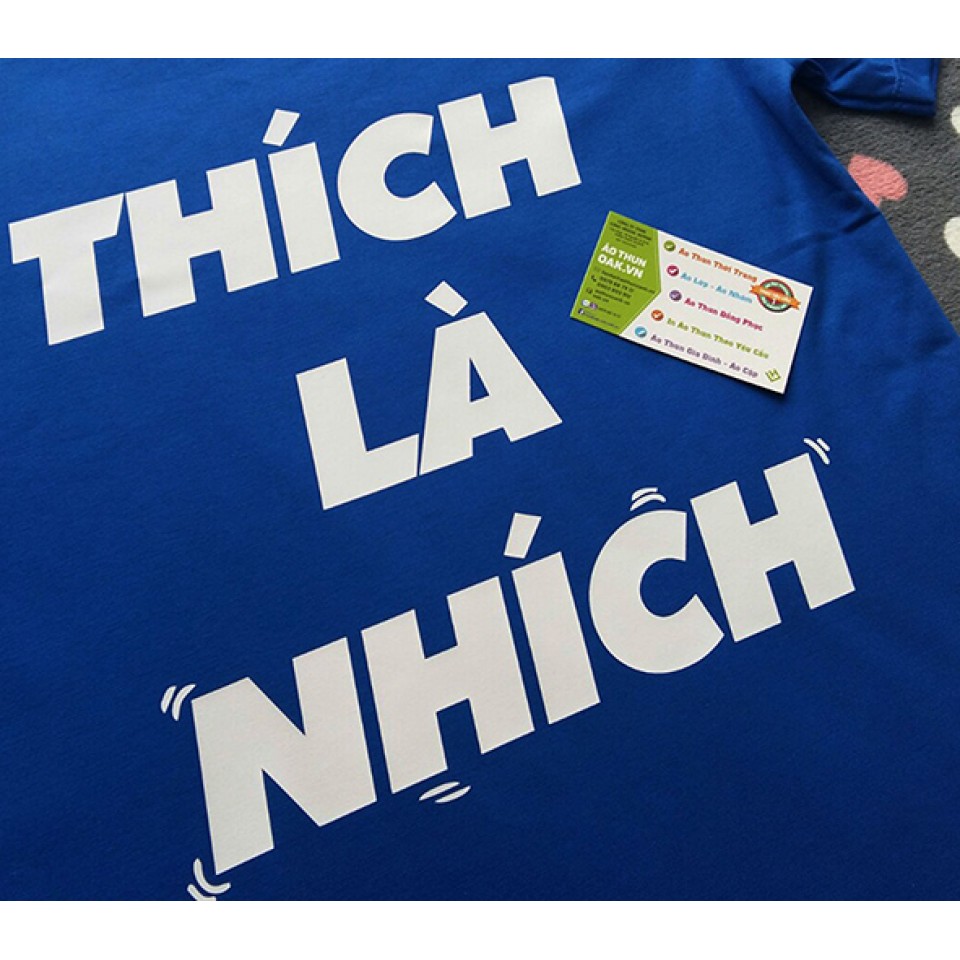 THÍCH
LÀ
NHÍCH
ÁO THUN
OAK.VN
Áo Thun Thời Trang
Áo Lớp - Áo Nhóm
Áo Thun Đồng Phục
In Áo Thun Theo Yêu Cầu
Áo Thun Gia Đình - Áo Cặp